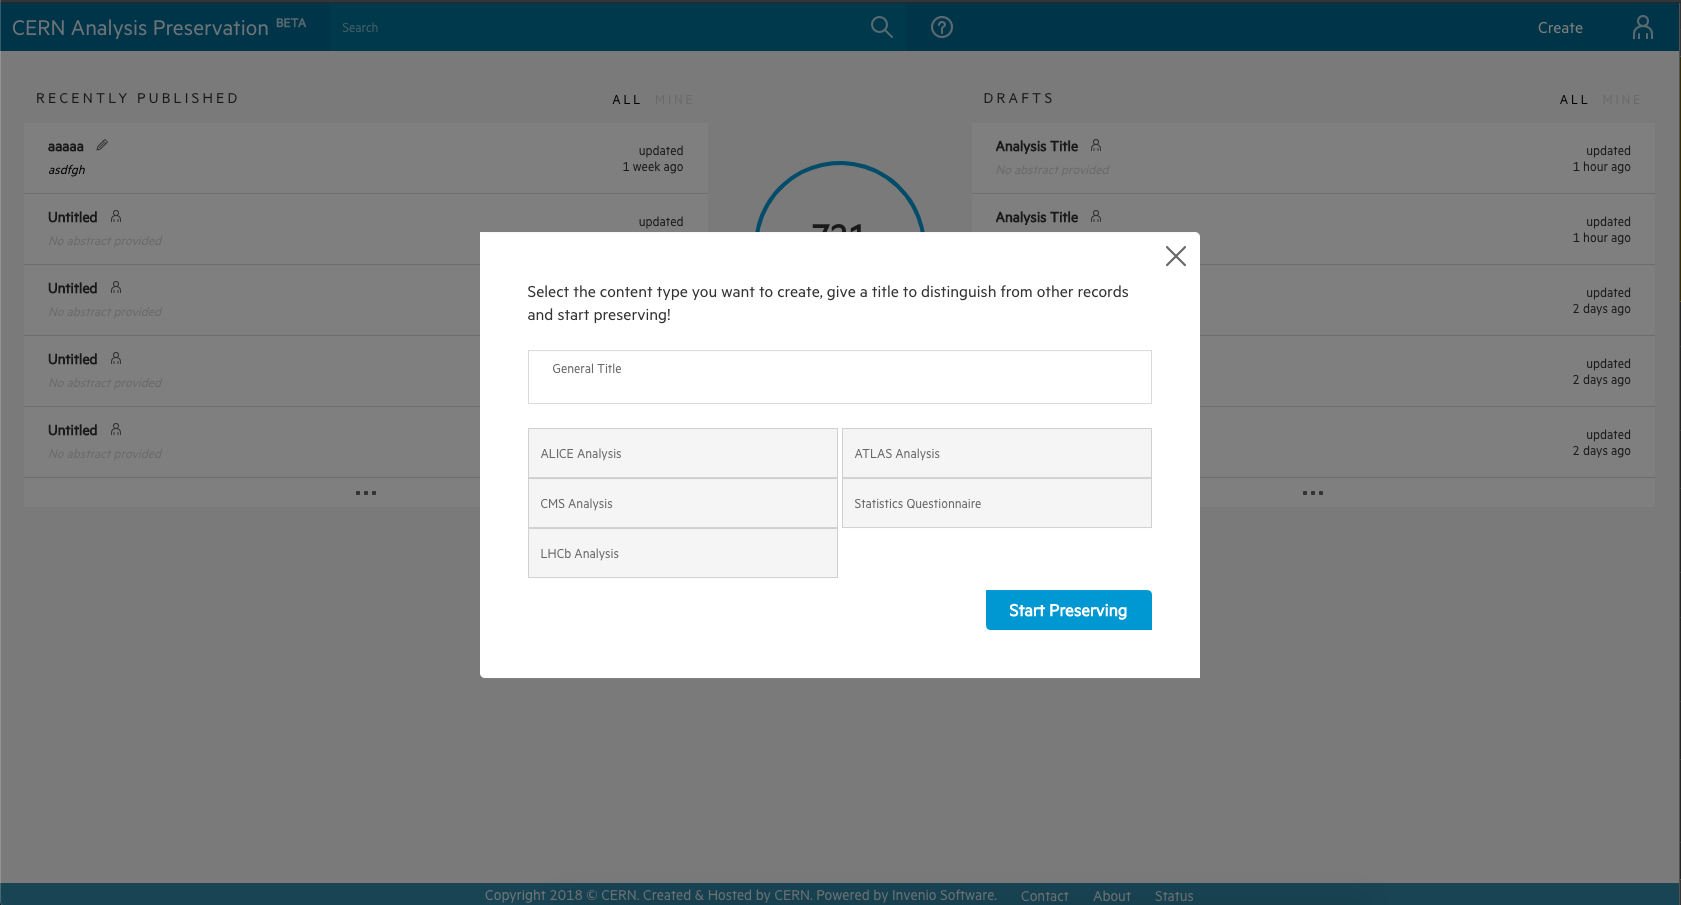 CERN Analysis Preservation BETA
Search
Create
RECENTLY PUBLISHED
ALL MINE
aaaaa
asdfgh
updated
1 week ago
Untitled
No abstract provided
updated
Untitled
No abstract provided
Untitled
No abstract provided
Untitled
No abstract provided
DRAFTS
ALL MINE
Analysis Title
No abstract provided
updated
1 hour ago
Analysis Title
updated
1 hour ago
updated
2 days ago
updated
2 days ago
updated
2 days ago
Select the content type you want to create, give a title to distinguish from other records
and start preserving!
General Title
ALICE Analysis
ATLAS Analysis
CMS Analysis
Statistics Questionnaire
LHCb Analysis
Start Preserving
Copyright 2018 © CERN. Created & Hosted by CERN. Powered by Invenio Software.
Contact About Status